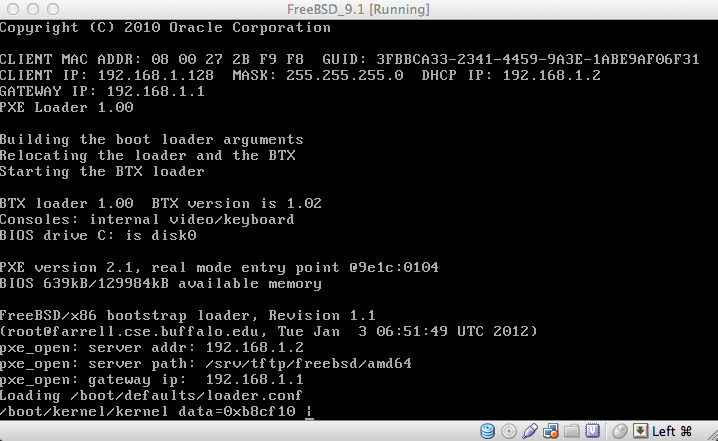 FreeBSD_9.1 [Running]
Copyright (C) 2010 Oracle Corporation
CLIENT MAC ADDR: 08 00 27 2B F9 F8  GUID: 3FBBCA33-2341-4459-9A3E-1ABE9AF06F31
CLIENT IP: 192.168.1.128  MASK: 255.255.255.0  DHCP IP: 192.168.1.2
GATEWAY IP: 192.168.1.1
PXE Loader 1.00
Building the boot loader arguments
Relocating the loader and the BTX
Starting the BTX loader
BTX loader 1.00  BTX version is 1.02
Consoles: internal video/keyboard
BIOS drive C: is disk0
PXE version 2.1, real mode entry point @9e1c:0104
BIOS 639kB/129984kB available memory
FreeBSD/x86 bootstrap loader, Revision 1.1
(root@farrell.cse.buffalo.edu, Tue Jan  3 06:51:49 UTC 2012)
pxe_open: server addr: 192.168.1.2
pxe_open: server path: /srv/tftp/freebsd/amd64
pxe_open: gateway ip:  192.168.1.1
Loading /boot/defaults/loader.conf
/boot/kernel/kernel data=0xb8cf10 |
Left ⌘